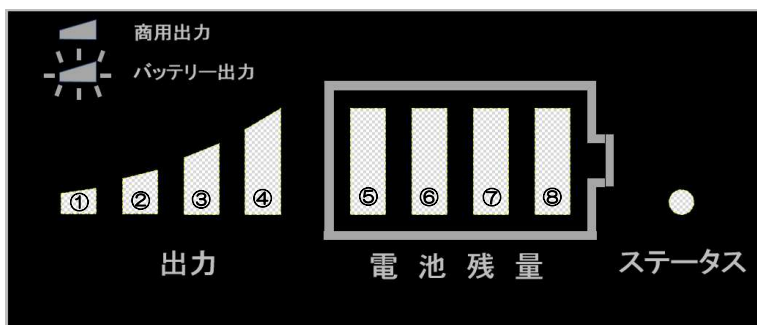 商用出力
バッテリー出力
① ② ③ ④ ⑤ ⑥ ⑦ ⑧
出力 電池残量 ステータス